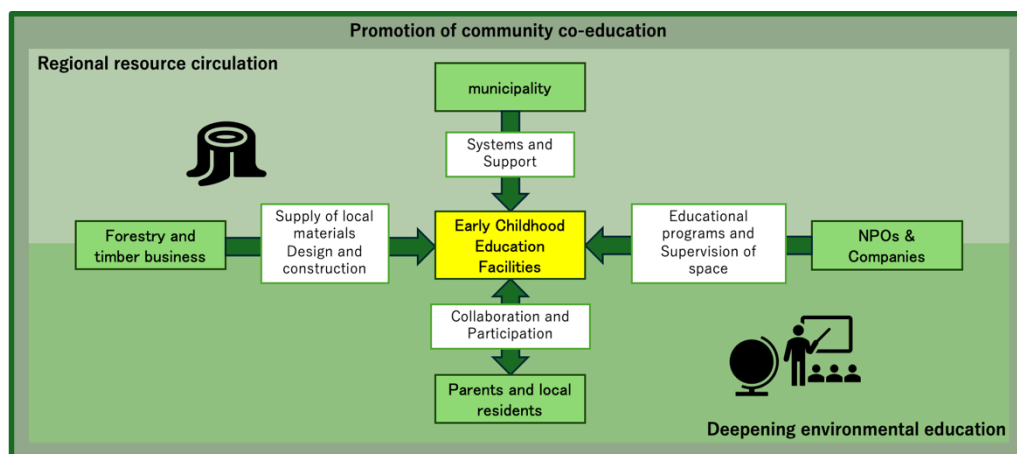 Promotion of community co-education
Regional resource circulation
municipality
Systems and
Support
Forestry and
timber business
Supply of local
materials
Design and
construction
Early Childhood
Education
Facilities
Educational
programs and
Supervision of
space
NPOs &
Companies
Collaboration and
Participation
Parents and local
residents
Deepening environmental education